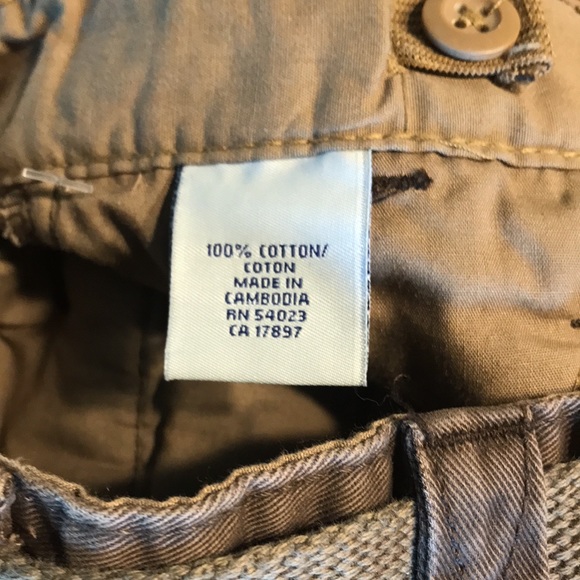 100% COTTON/
COTON
MADE IN
CAMBODIA
RN 54023
CA 17897